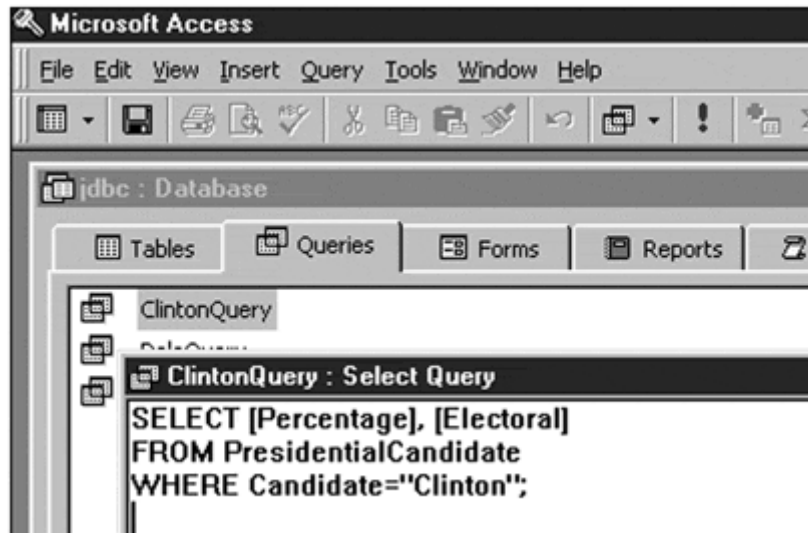 Microsoft Access
File Edit View Insert Query Tools Window Help
jdbc : Database
Tables Queries Forms Reports
ClintonQuery
ClintonQuery : Select Query
SELECT [Percentage], [Electoral]
FROM PresidentialCandidate
WHERE Candidate="Clinton";